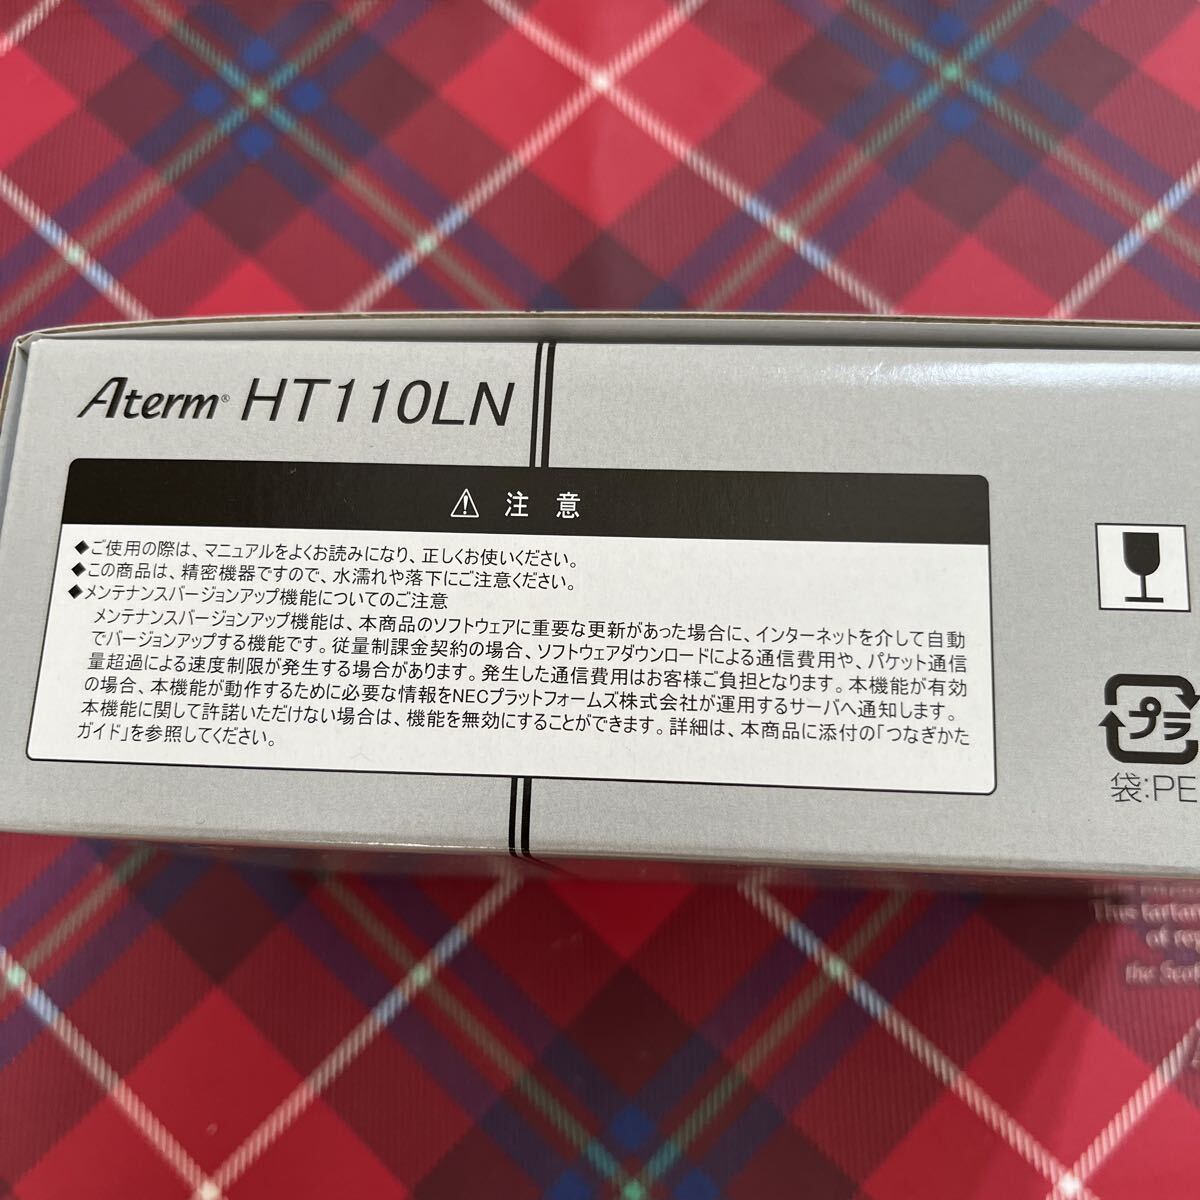 Aterm® HT110LN
注 意
◆ご使用の際は、マニュアルをよくお読みになり、正しくお使いください。
◆この商品は、精密機器ですので、水濡れや落下にご注意ください。
◆メンテナンスバージョンアップ機能についてのご注意
メンテナンスバージョンアップ機能は、本商品のソフトウェアに重要な更新があった場合に、インターネットを介して自動
でバージョンアップする機能です。従量制課金契約の場合、ソフトウェアダウンロードによる通信費用や、パケット通信
量超過による速度制限が発生する場合があります。発生した通信費用はお客様ご負担となります。本機能が有効
の場合、本機能が動作するために必要な情報をNECプラットフォームズ株式会社が運用するサーバへ通知します。
本機能に関して許諾いただけない場合は、機能を無効にすることができます。詳細は、本商品に添付の「つなぎかた
ガイド」を参照してください。
プラ
袋:PE
This tartan
of re
the Scot